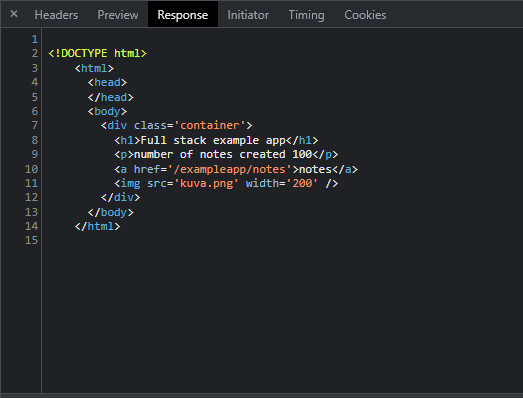 × Headers Preview Response Initiator Timing Cookies
1
2 <!DOCTYPE html>
3 <html>
4 <head>
5 </head>
6 <body>
7 <div class='container'>
8 <h1>Full stack example app</h1>
9 <p>number of notes created 100</p>
10 <a href='/exampleapp/notes'>notes</a>
11 <img src='kuva.png' width='200' />
12 </div>
13 </body>
14 </html>
15